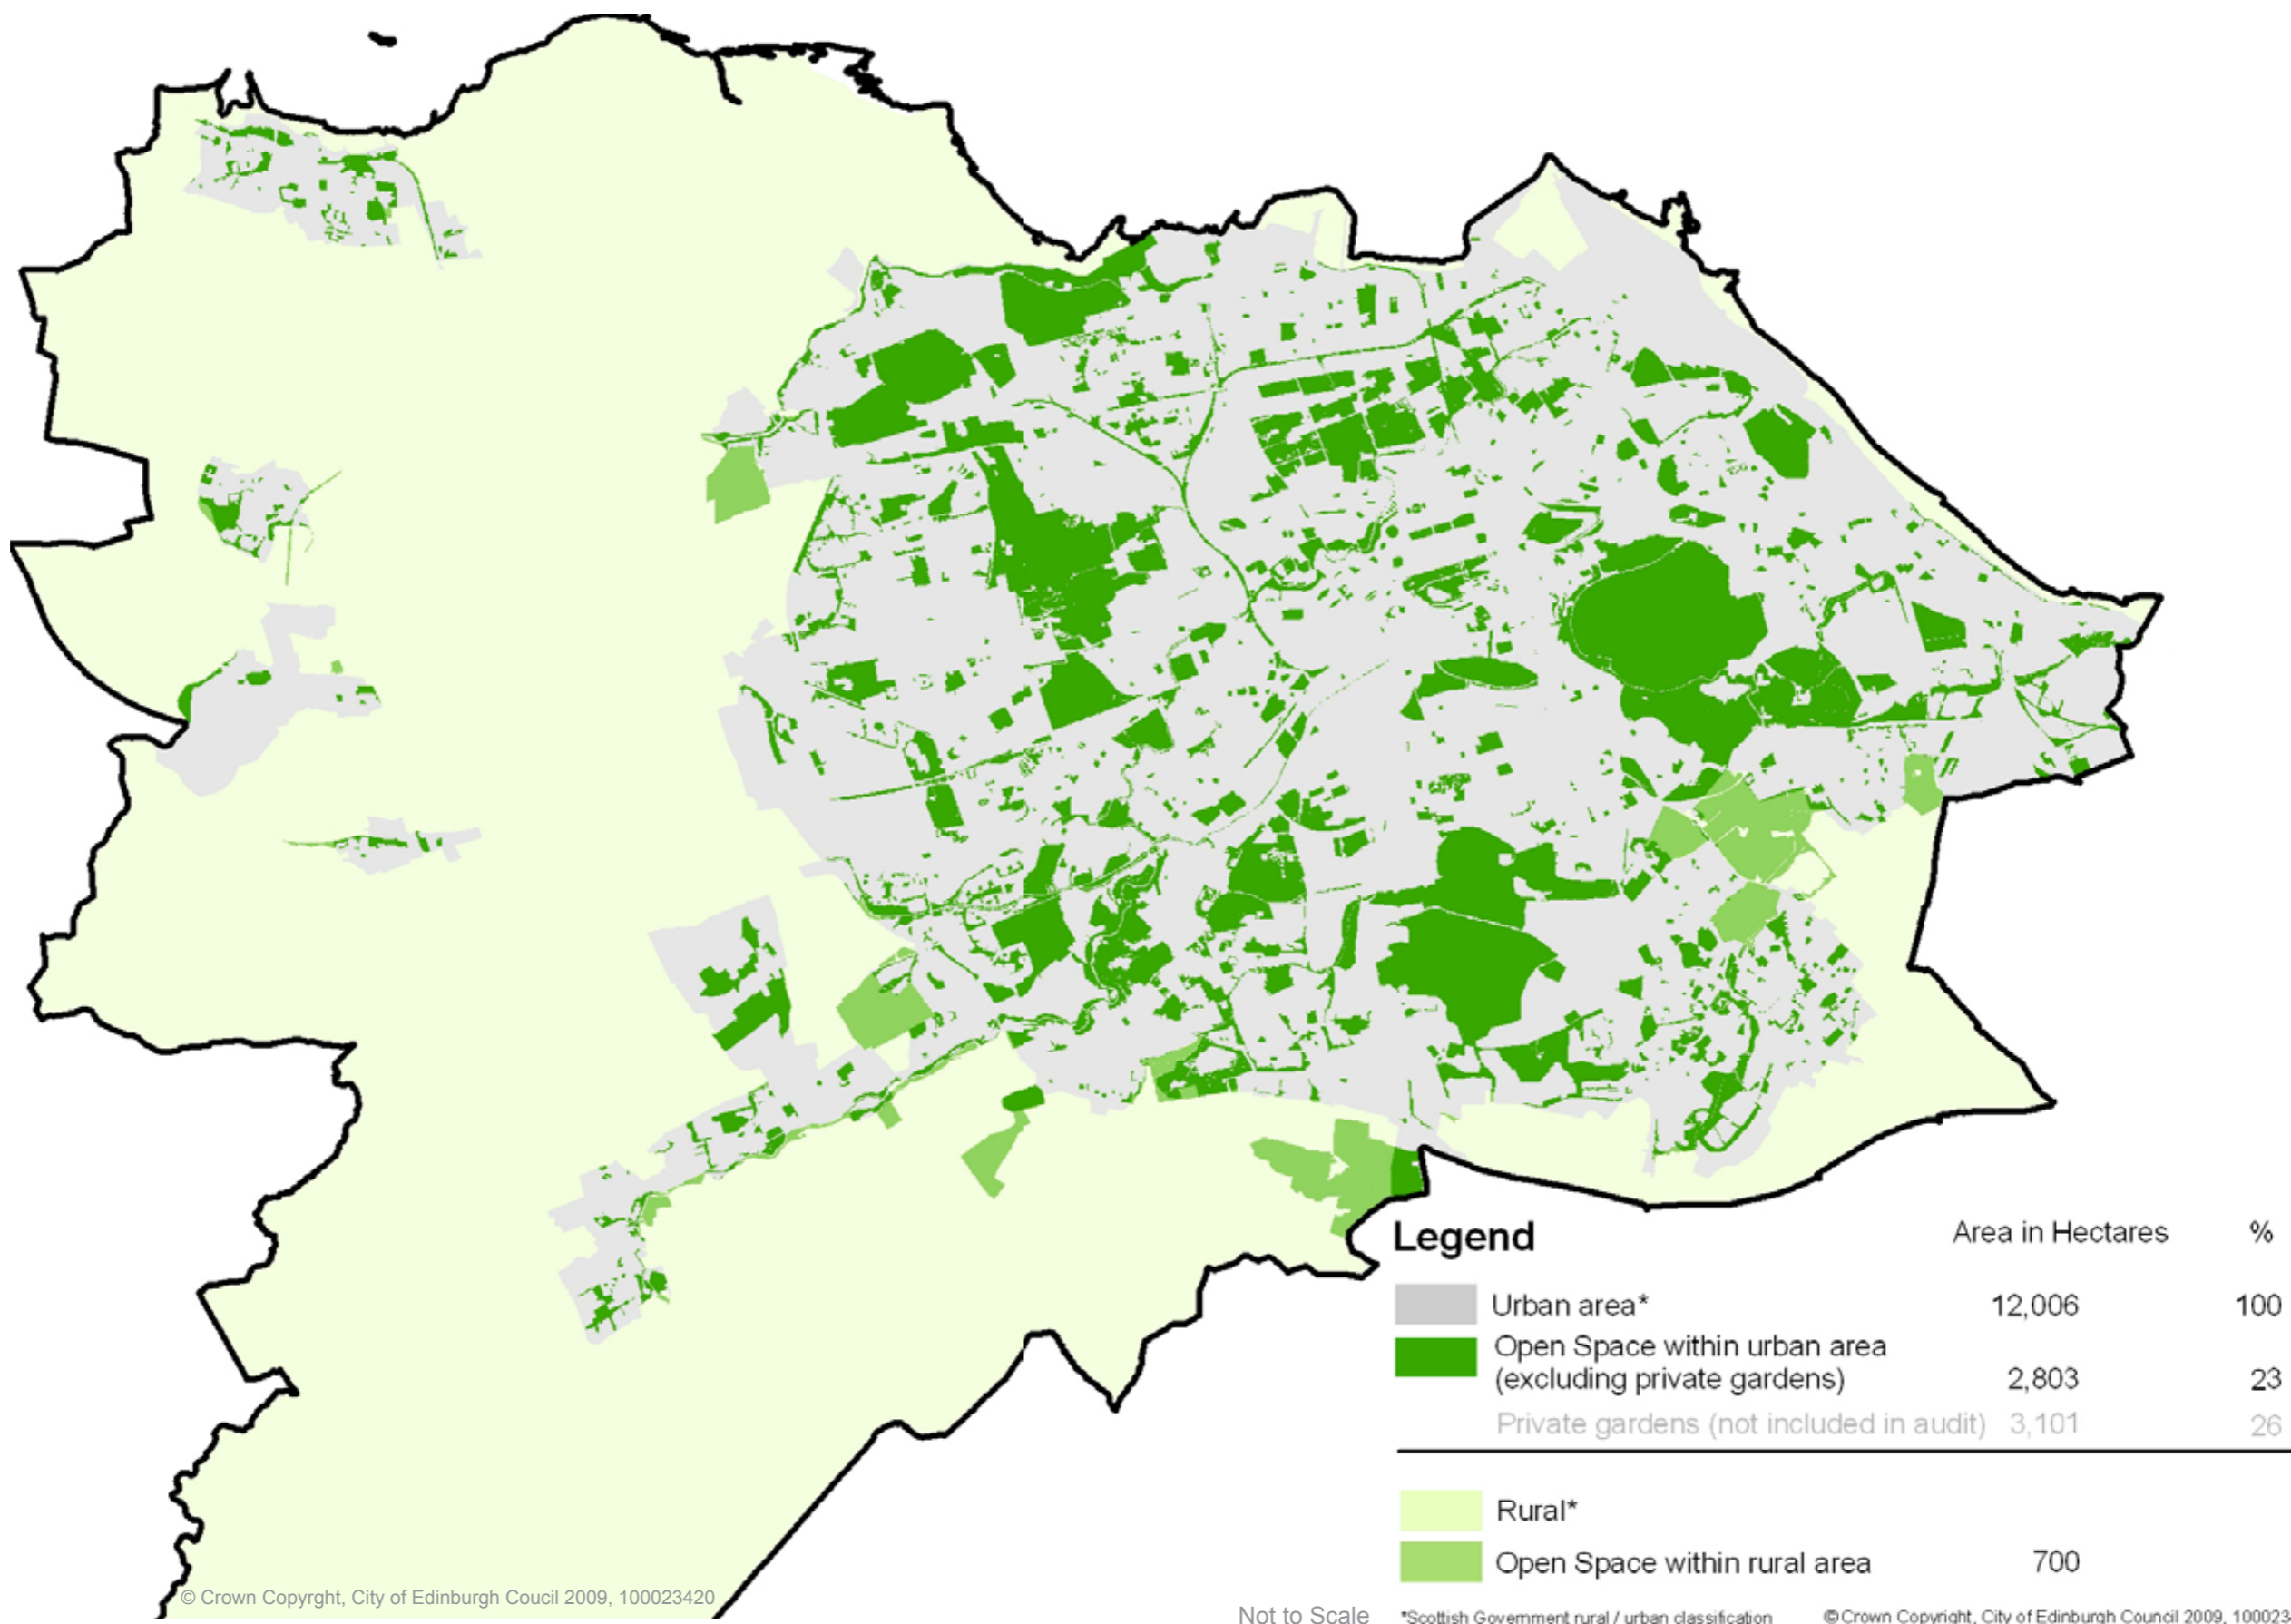 Legend Area in Hectares %
Urban area* 12,006 100
Open Space within urban area
(excluding private gardens) 2,803 23
Private gardens (not included in audit) 3,101 26
Rural*
Open Space within rural area 700
© Crown Copyrght, City of Edinburgh Coucil 2009, 100023420
Not to Scale *Scottish Government rural / urban classification © Crown Copyright, City of Edinburgh Council 2009, 1000234